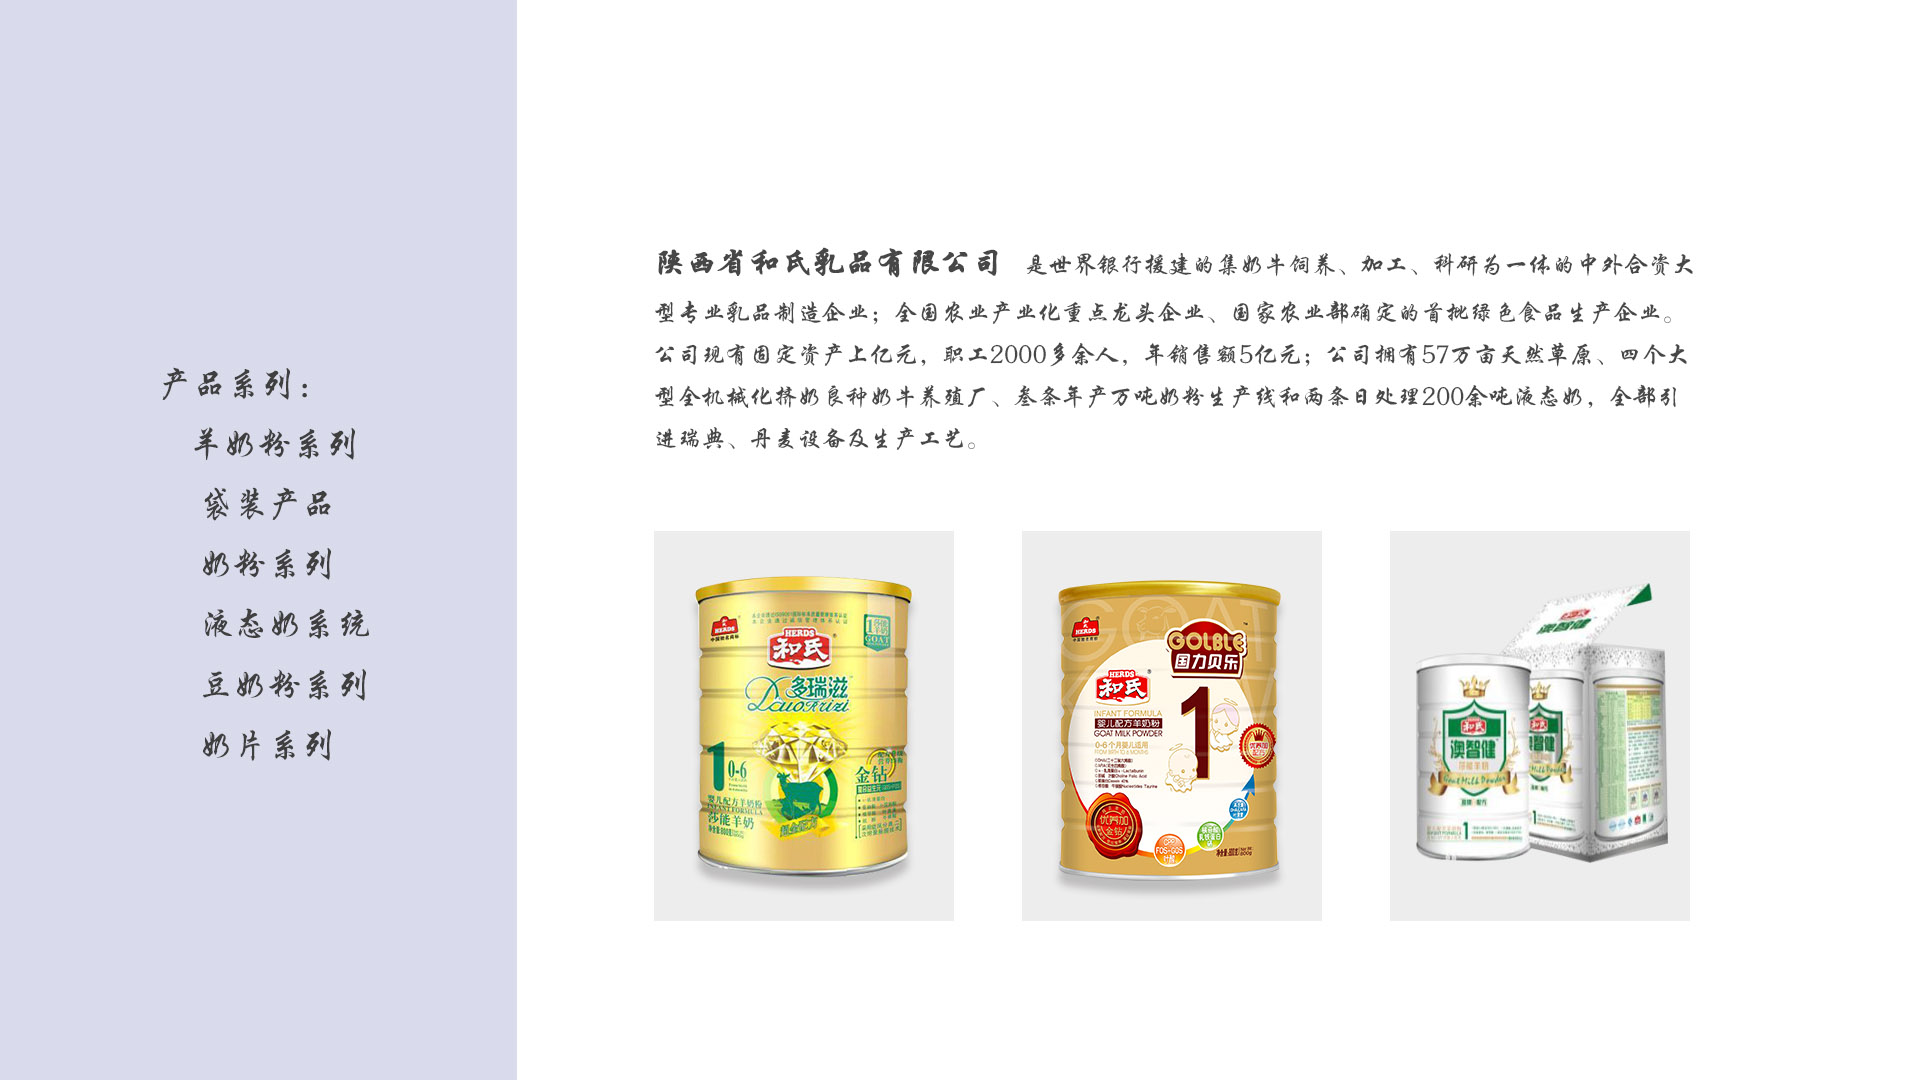 产品系列：
羊奶粉系列
袋装产品
奶粉系列
液态奶系统
豆奶粉系列
奶片系列
陕西省和氏乳品有限公司 是世界银行援建的集奶牛饲养、加工、科研为一体的中外合资大
型专业乳品制造企业；全国农业产业化重点龙头企业、国家农业部确定的首批绿色食品生产企业。
公司现有固定资产上亿元，职工2000多余人，年销售额5亿元；公司拥有57万亩天然草原、四个大
型全机械化挤奶良种奶牛养殖厂、叁条年产万吨奶粉生产线和两条日处理200余吨液态奶，全部引
进瑞典、丹麦设备及生产工艺。
HERDS
HERDS
和氏
GOAT
多瑞滋
1
0-6
金钻
婴儿配方羊奶粉
INFANT FORMULA
莎能羊奶
GOAT
HERDS
GOLBLE
国力贝乐
HERDS
和氏
1
INFANT FORMULA
婴儿配方羊奶粉
GOAT MILK POWDER
0-6个月婴儿适用
FROM BIRTH TO 6 MONTHS
优养加
金钻
FOS+GOS
澳智健
和氏
澳智健
Goat Milk Powder
1